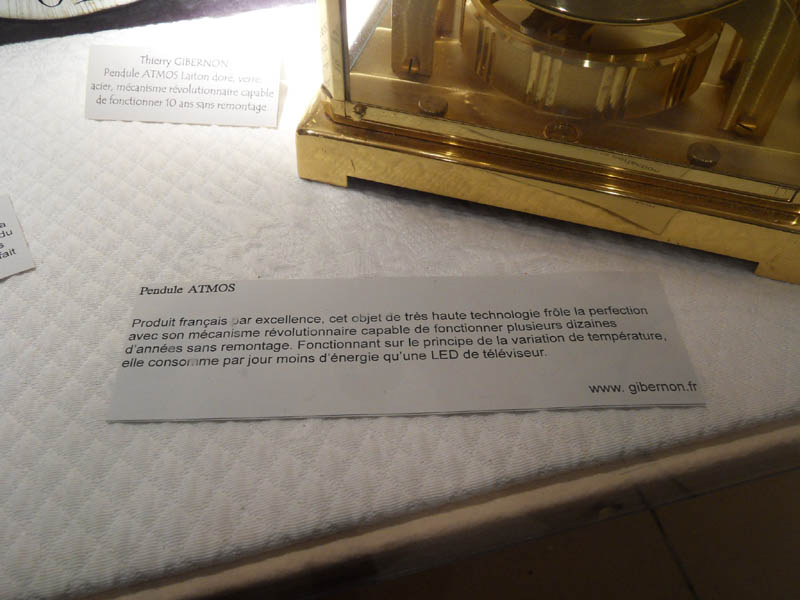 Thierry GIBERNON
Pendule ATMOS Laiton doré, verre,
acier, mécanisme révolutionnaire capable
de fonctionner 10 ans sans remontage.
du
fait
Pendule ATMOS
Produit français par excellence, cet objet de très haute technologie frôle la perfection
avec son mécanisme révolutionnaire capable de fonctionner plusieurs dizaines
d'années sans remontage. Fonctionnant sur le principe de la variation de température,
elle consomme par jour moins d'énergie qu'une LED de téléviseur.
www. gibernon.fr